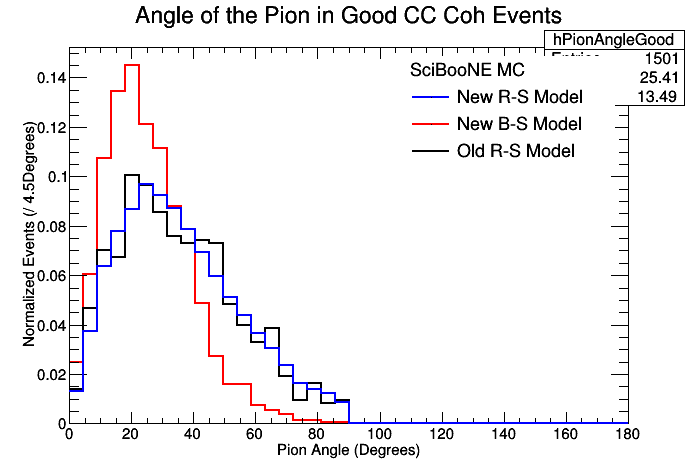 Angle of the Pion in Good CC Coh Events
hPionAngleGood
Entries 1501
25.41
13.49
SciBooNE MC
New R-S Model
New B-S Model
Old R-S Model
Normalized Events (/ 4.5Degrees)
0.14
0.12
0.1
0.08
0.06
0.04
0.02
0
0 20 40 60 80 100 120 140 160 180
Pion Angle (Degrees)